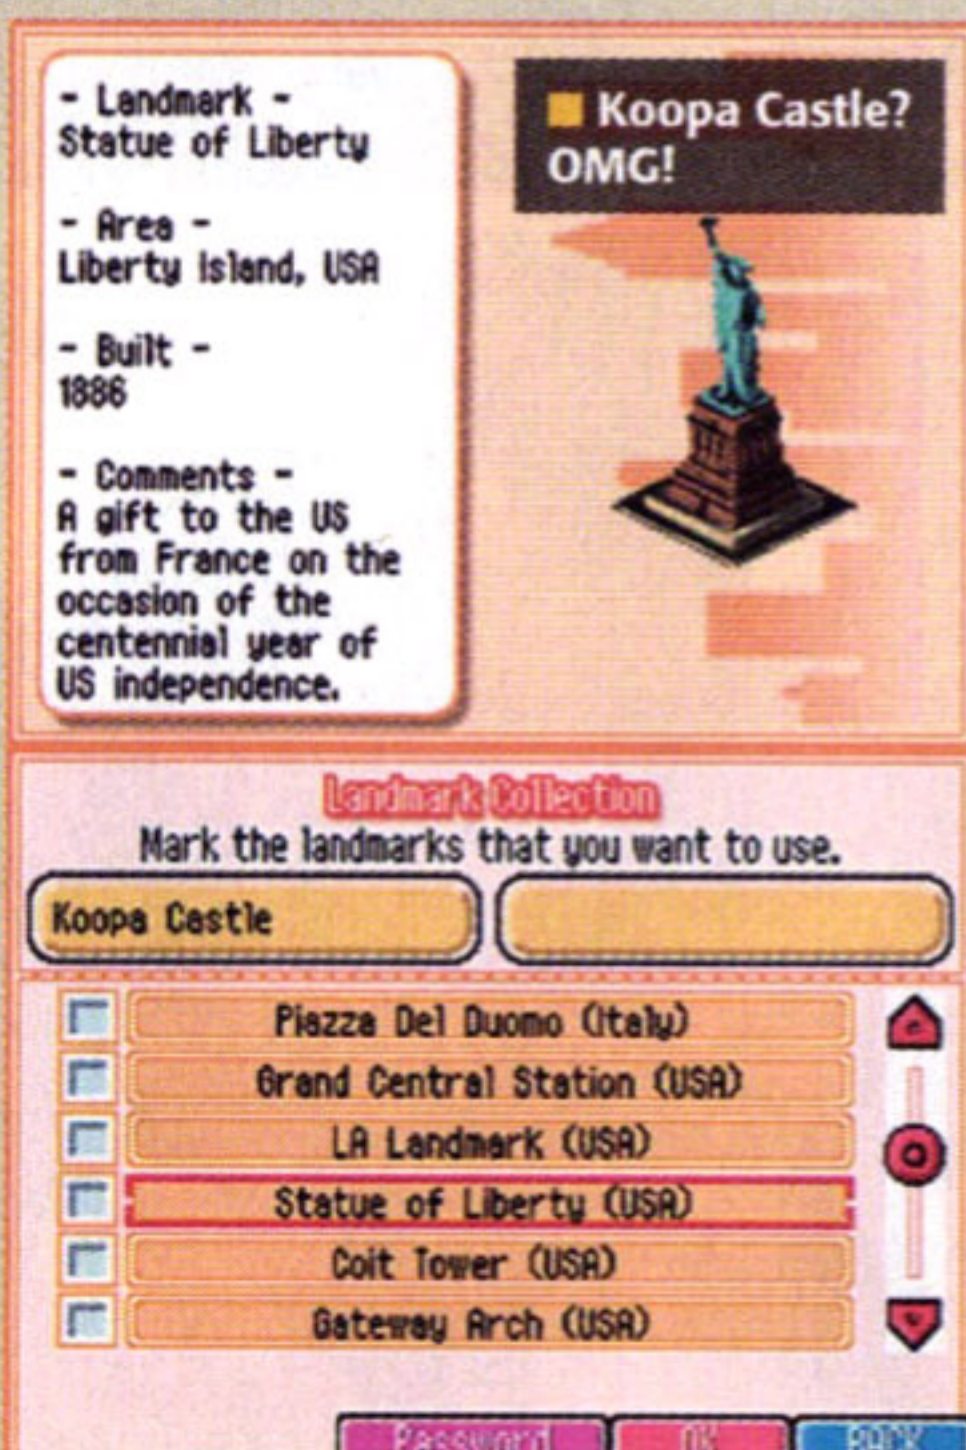 - Landmark -
Statue of Liberty
- Area -
Liberty Island, USA
- Built -
1886
- Comments -
A gift to the US
from France on the
occasion of the
centennial year of
US independence.
Koopa Castle?
OMG!
Landmark Collection
Mark the landmarks that you want to use.
Koopa Castle
Piazza Del Duomo (Italy)
Grand Central Station (USA)
LA Landmark (USA)
Statue of Liberty (USA)
Coit Tower (USA)
Gateway Arch (USA)
Password OK BACK